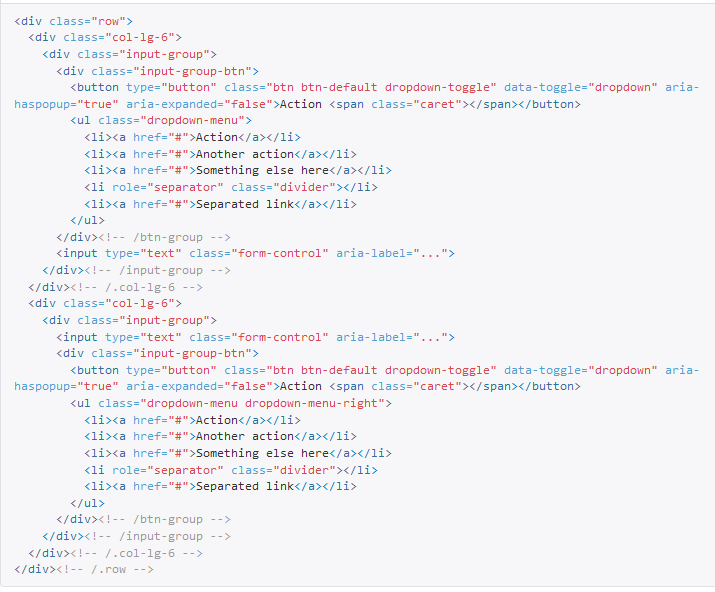 <div class="row">
  <div class="col-lg-6">
    <div class="input-group">
      <div class="input-group-btn">
        <button type="button" class="btn btn-default dropdown-toggle" data-toggle="dropdown" aria-
haspopup="true" aria-expanded="false">Action <span class="caret"></span></button>
        <ul class="dropdown-menu">
          <li><a href="#">Action</a></li>
          <li><a href="#">Another action</a></li>
          <li><a href="#">Something else here</a></li>
          <li role="separator" class="divider"></li>
          <li><a href="#">Separated link</a></li>
        </ul>
      </div><!-- /btn-group -->
      <input type="text" class="form-control" aria-label="...">
    </div><!-- /input-group -->
  </div><!-- /.col-lg-6 -->
  <div class="col-lg-6">
    <div class="input-group">
      <input type="text" class="form-control" aria-label="...">
      <div class="input-group-btn">
        <button type="button" class="btn btn-default dropdown-toggle" data-toggle="dropdown" aria-
haspopup="true" aria-expanded="false">Action <span class="caret"></span></button>
        <ul class="dropdown-menu dropdown-menu-right">
          <li><a href="#">Action</a></li>
          <li><a href="#">Another action</a></li>
          <li><a href="#">Something else here</a></li>
          <li role="separator" class="divider"></li>
          <li><a href="#">Separated link</a></li>
        </ul>
      </div><!-- /btn-group -->
    </div><!-- /input-group -->
  </div><!-- /.col-lg-6 -->
</div><!-- /.row -->